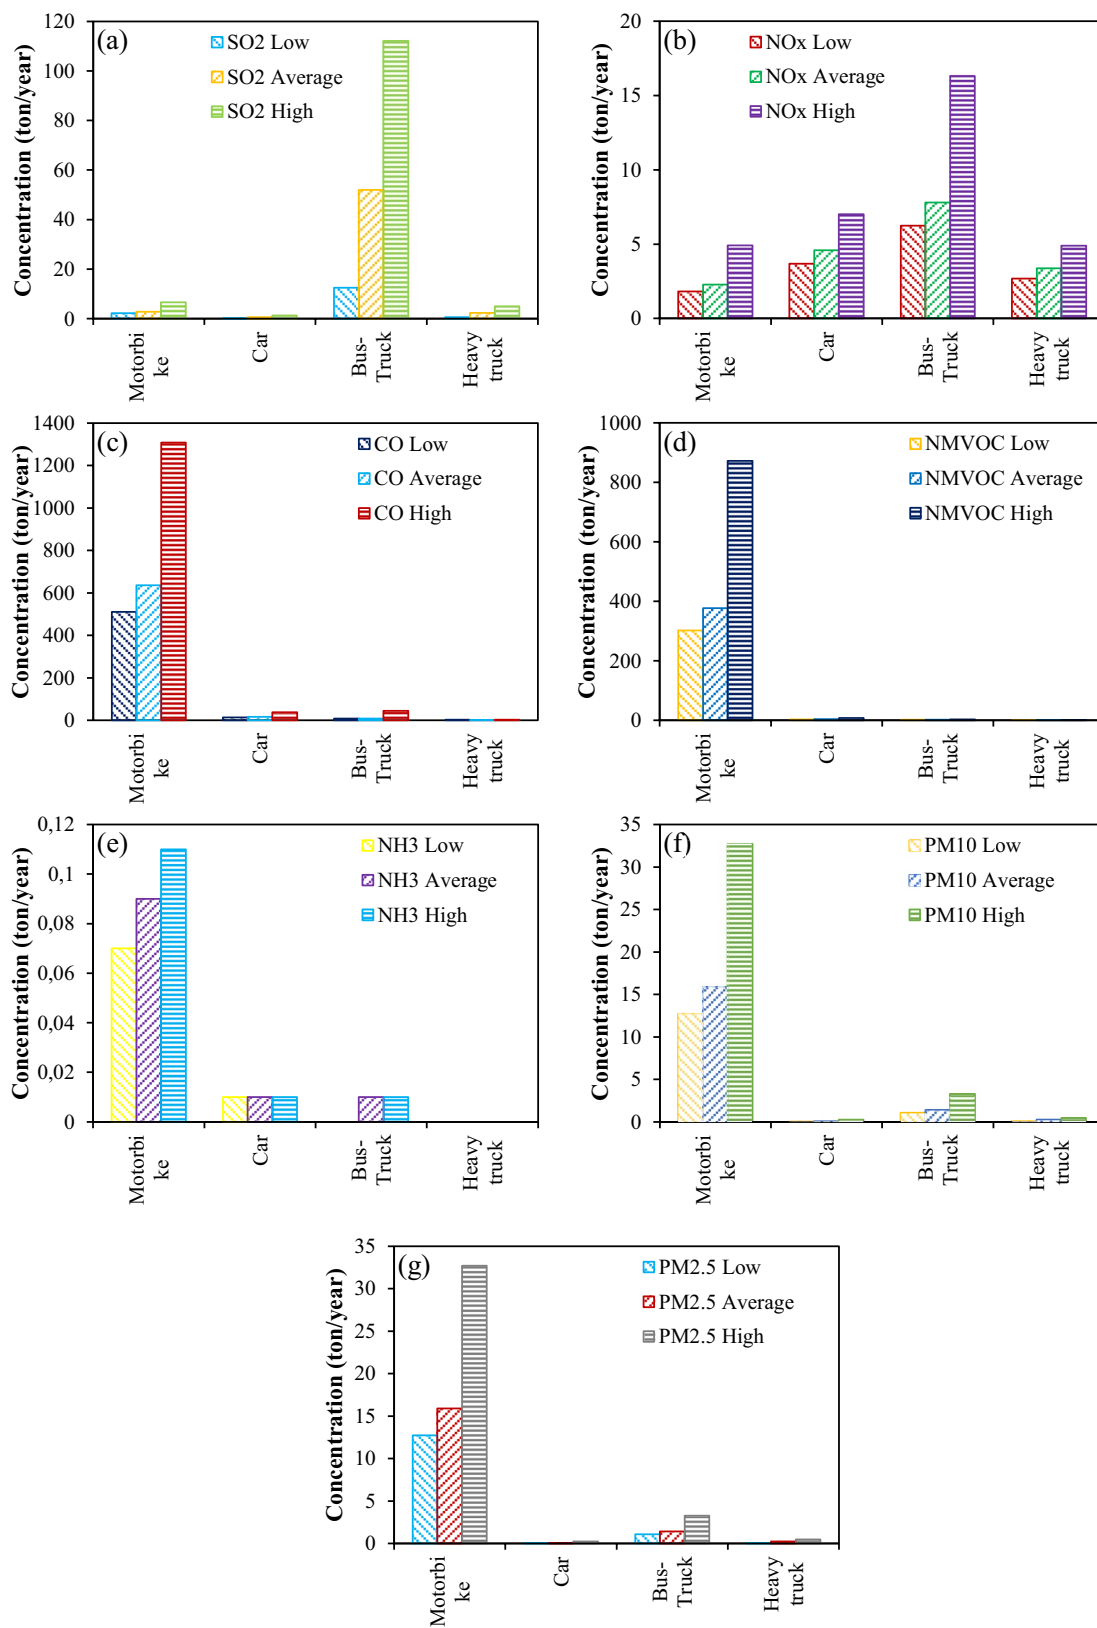 (a)
SO2 Low
SO2 Average
SO2 High
Concentration (ton/year)
120
100
80
60
40
20
0
Motorbi
ke
Car
Bus-
Truck
Heavy
truck
(b)
NOx Low
NOx Average
NOx High
Concentration (ton/year)
20
15
10
5
0
Motorbi
ke
Car
Bus-
Truck
Heavy
truck
(c)
CO Low
CO Average
CO High
Concentration (ton/year)
1400
1200
1000
800
600
400
200
0
Motorbi
ke
Car
Bus-
Truck
Heavy
truck
(d)
NMVOC Low
NMVOC Average
NMVOC High
Concentration (ton/year)
1000
800
600
400
200
0
Motorbi
ke
Car
Bus-
Truck
Heavy
truck
(e)
NH3 Low
NH3 Average
NH3 High
Concentration (ton/year)
0,12
0,1
0,08
0,06
0,04
0,02
0
Motorbi
ke
Car
Bus-
Truck
Heavy
truck
(f)
PM10 Low
PM10 Average
PM10 High
Concentration (ton/year)
35
30
25
20
15
10
5
0
Motorbi
ke
Car
Bus-
Truck
Heavy
truck
(g)
PM2.5 Low
PM2.5 Average
PM2.5 High
Concentration (ton/year)
35
30
25
20
15
10
5
0
Motorbi
ke
Car
Bus-
Truck
Heavy
truck